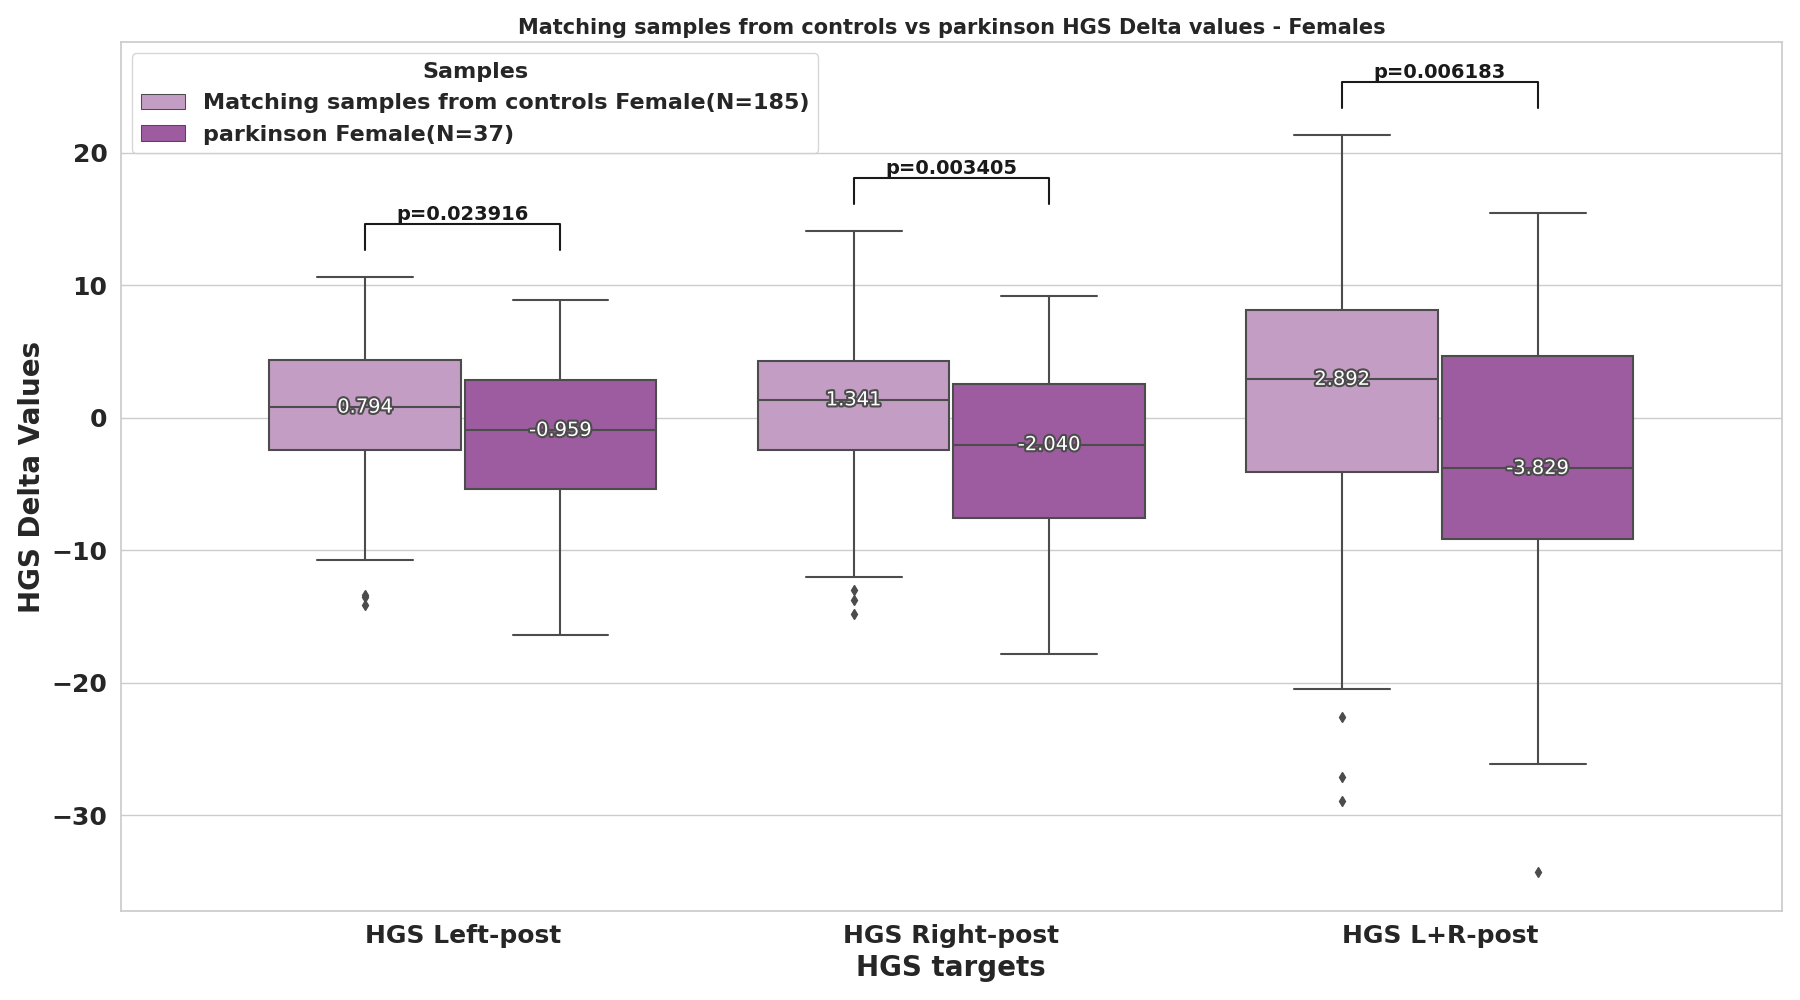 Matching samples from controls vs parkinson HGS Delta values - Females
Samples
Matching samples from controls Female(N=185)
parkinson Female(N=37)
p=0.006183
p=0.003405
p=0.023916
HGS Delta Values
20
10
0
−10
−20
−30
0.794
-0.959
1.341
-2.040
2.892
-3.829
HGS Left-post
HGS Right-post
HGS L+R-post
HGS targets